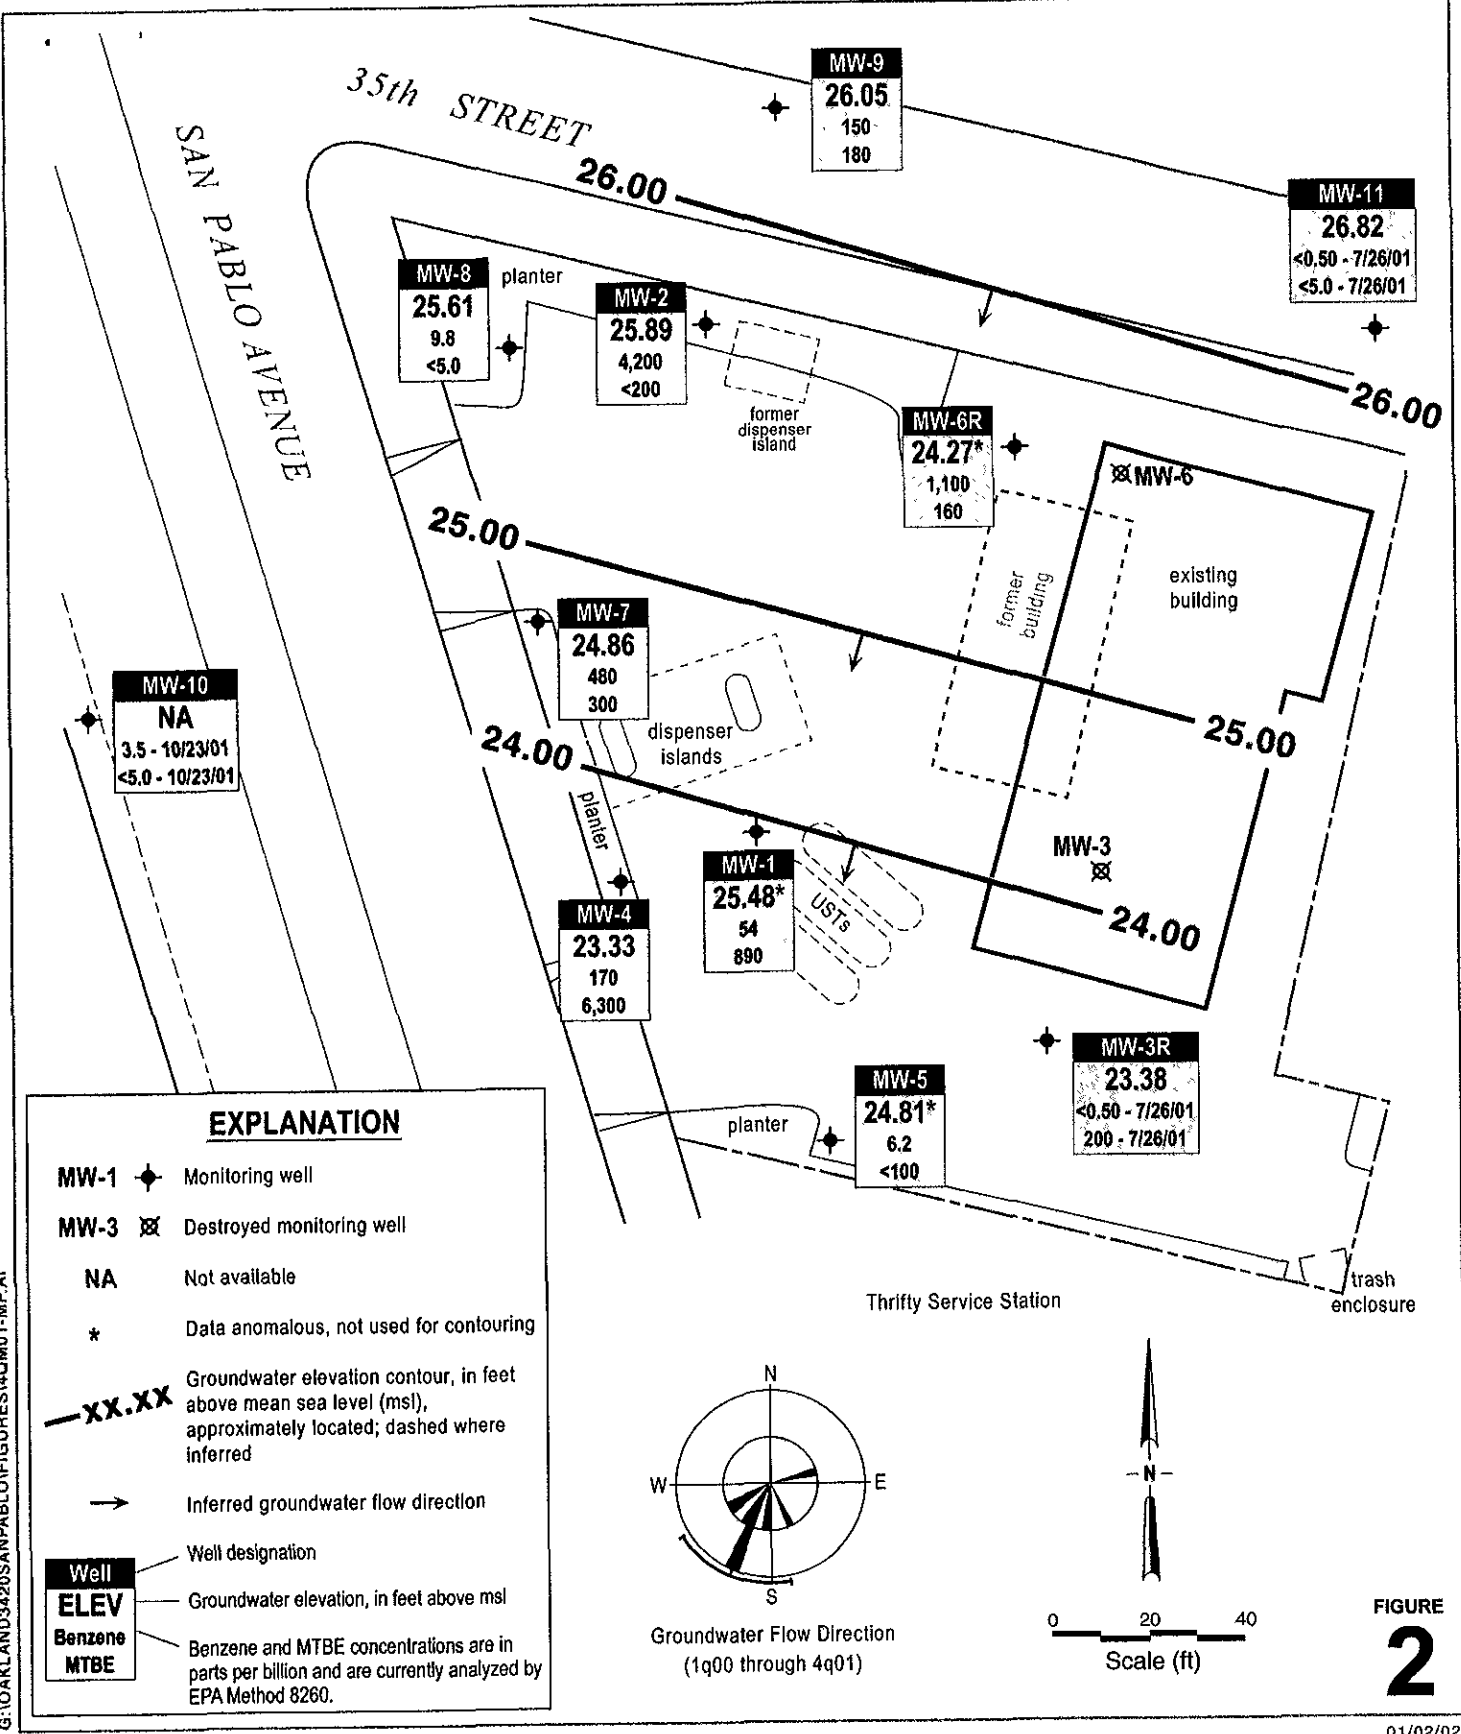 35th STREET
SAN PABLO AVENUE
MW-9
26.05
150
180
26.00
MW-11
26.82
<0.50 - 7/26/01
<5.0 - 7/26/01
MW-8
25.61
9.8
<5.0
planter
MW-2
25.89
4,200
<200
former
dispenser
island
26.00
MW-6R
24.27*
1,100
160
MW-6
25.00
former
building
existing
building
MW-7
24.86
480
300
MW-10
NA
3.5 - 10/23/01
<5.0 - 10/23/01
dispenser
islands
25.00
24.00
planter
MW-3
MW-1
25.48*
54
890
USTs
24.00
MW-4
23.33
170
6,300
MW-3R
23.38
<0.50 - 7/26/01
200 - 7/26/01
MW-5
24.81*
6.2
<100
planter
trash
enclosure
Thrifty Service Station
EXPLANATION
MW-1 Monitoring well
MW-3 Destroyed monitoring well
NA Not available
* Data anomalous, not used for contouring
XX.XX Groundwater elevation contour, in feet
above mean sea level (msl),
approximately located; dashed where
inferred
Inferred groundwater flow direction
Well
ELEV
Benzene
MTBE
Well designation
Groundwater elevation, in feet above msl
Benzene and MTBE concentrations are in
parts per billion and are currently analyzed by
EPA Method 8260.
N
W
E
S
Groundwater Flow Direction
(1q00 through 4q01)
N
0 20 40
Scale (ft)
FIGURE
2
01/02/02